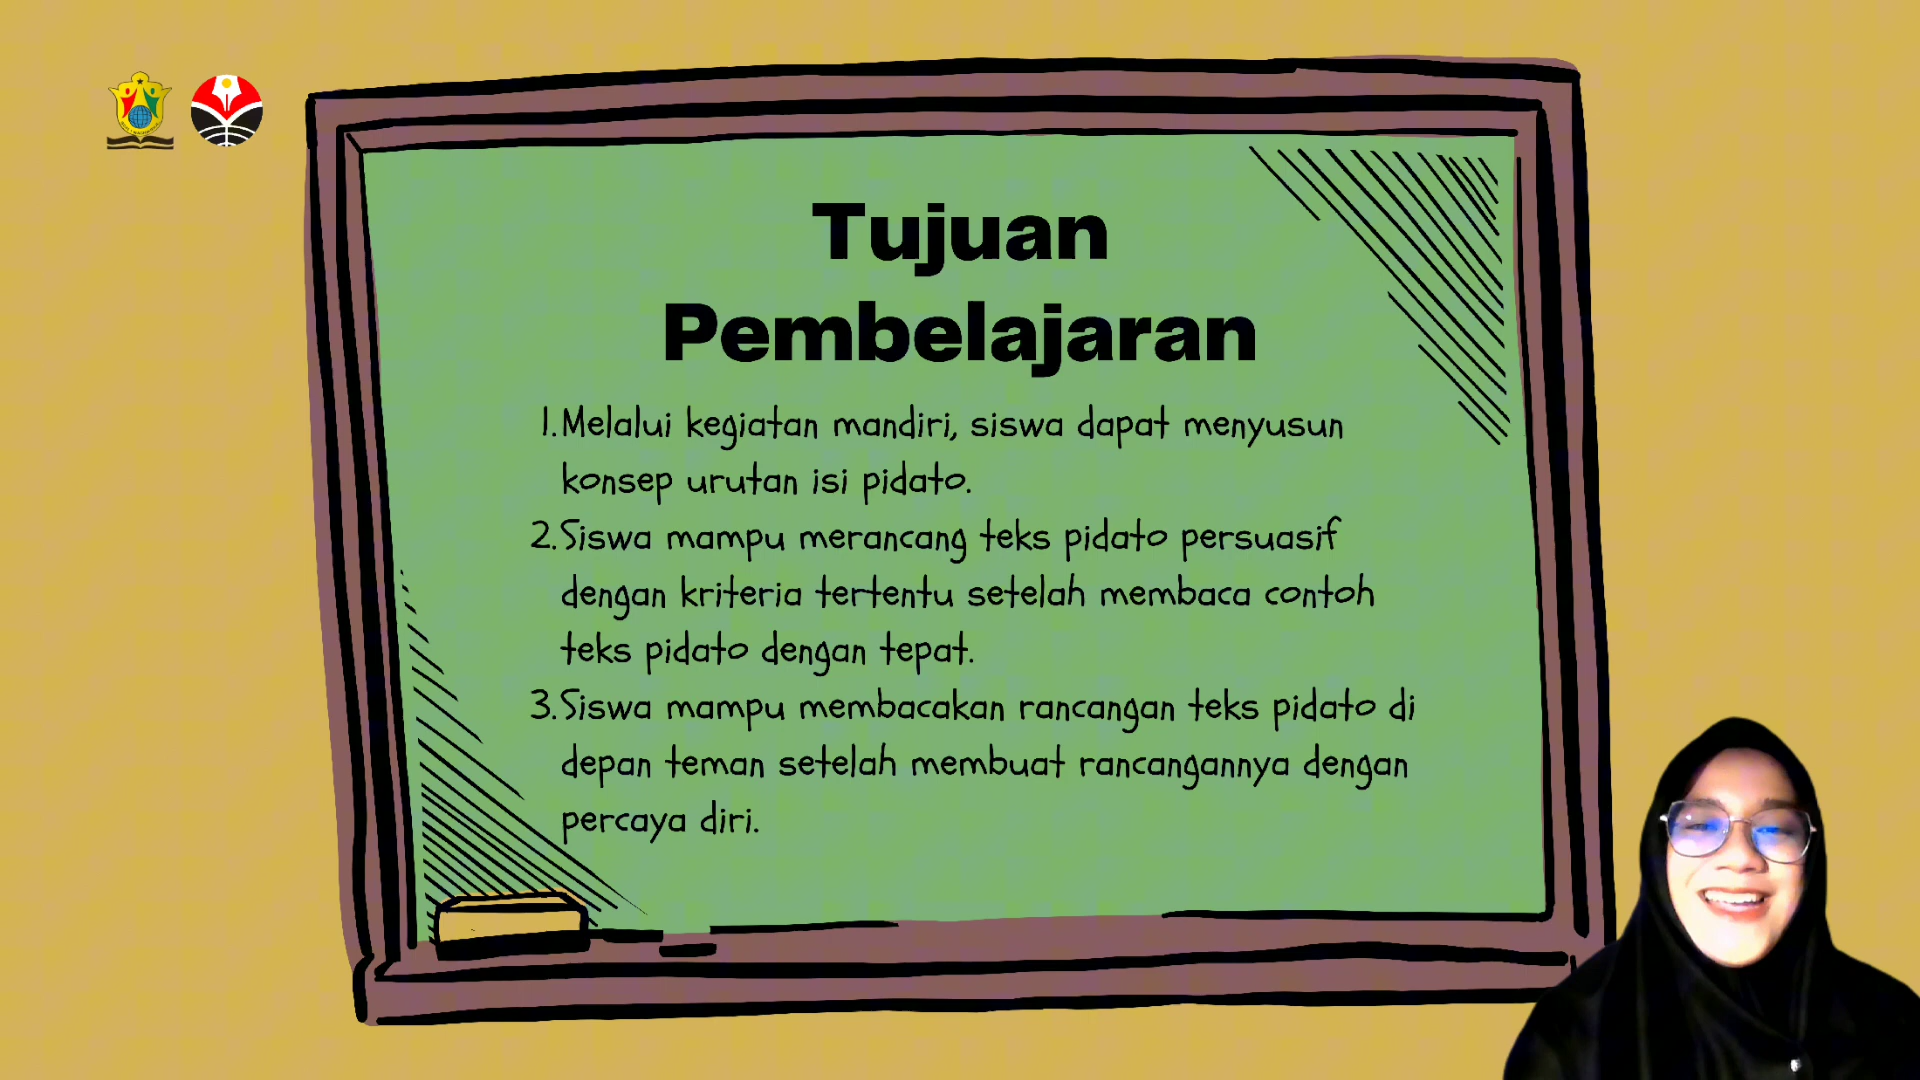 Tujuan
Pembelajaran
1. Melalui kegiatan mandiri, siswa dapat menyusun
konsep urutan isi pidato.
2. Siswa mampu merancang teks pidato persuasif
dengan kriteria tertentu setelah membaca contoh
teks pidato dengan tepat.
3. Siswa mampu membacakan rancangan teks pidato di
depan teman setelah membuat rancangannya dengan
percaya diri.